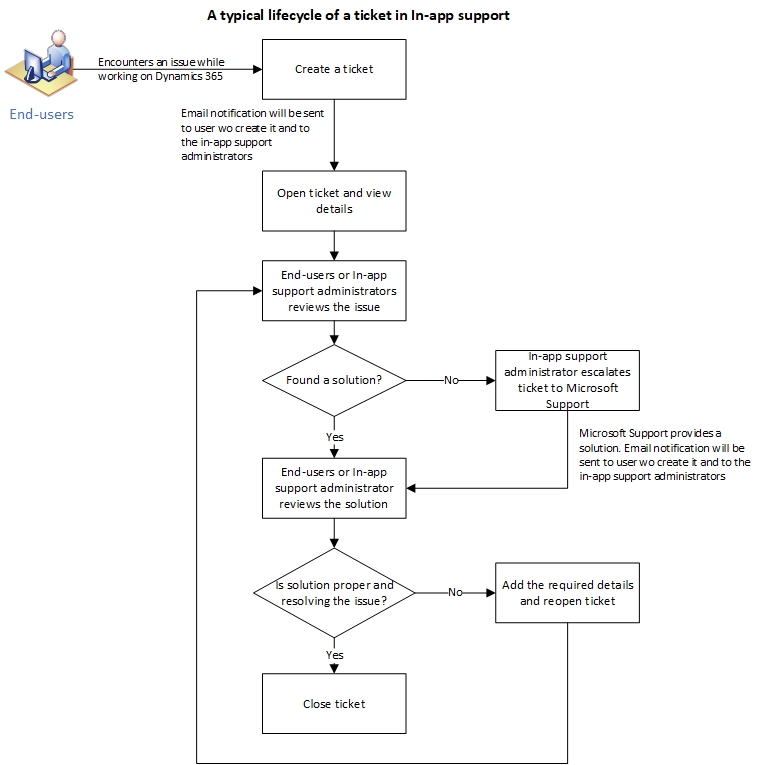 A typical lifecycle of a ticket in In-app support
Encounters an issue while
working on Dynamics 365
Create a ticket
End-users
Email notification will be sent
to user wo create it and to
the in-app support
administrators
Open ticket and view
details
End-users or In-app
support administrators
reviews the issue
Found a solution?
No
In-app support
administrator escalates
ticket to Microsoft
Support
Yes
Microsoft Support provides a
solution. Email notification will be
sent to user wo create it and to the
in-app support administrators
End-users or In-app
support administrator
reviews the solution
Is solution proper and
resolving the issue?
No
Add the required details
and reopen ticket
Yes
Close ticket